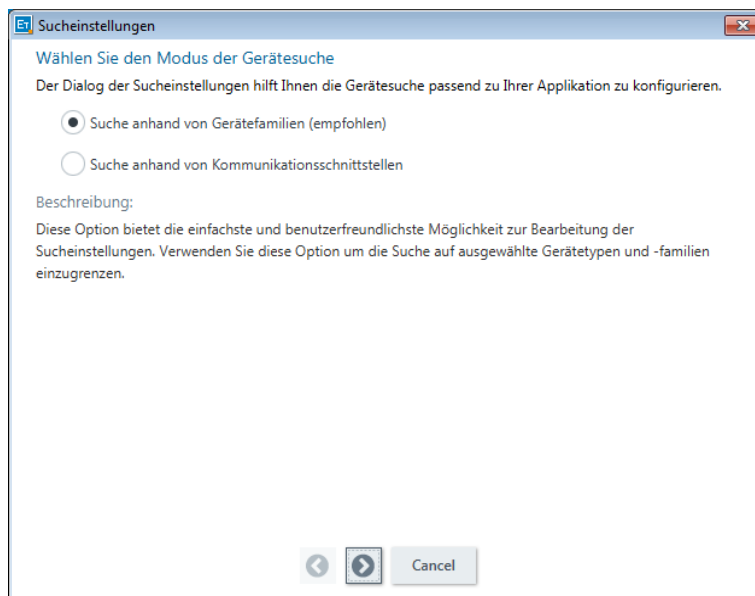 ET Sucheinstellungen
Wählen Sie den Modus der Gerätesuche
Der Dialog der Sucheinstellungen hilft Ihnen die Gerätesuche passend zu Ihrer Applikation zu konfigurieren.
Suche anhand von Gerätefamilien (empfohlen)
Suche anhand von Kommunikationsschnittstellen
Beschreibung:
Diese Option bietet die einfachste und benutzerfreundlichste Möglichkeit zur Bearbeitung der
Sucheinstellungen. Verwenden Sie diese Option um die Suche auf ausgewählte Gerätetypen und -familien
einzugrenzen.
Cancel